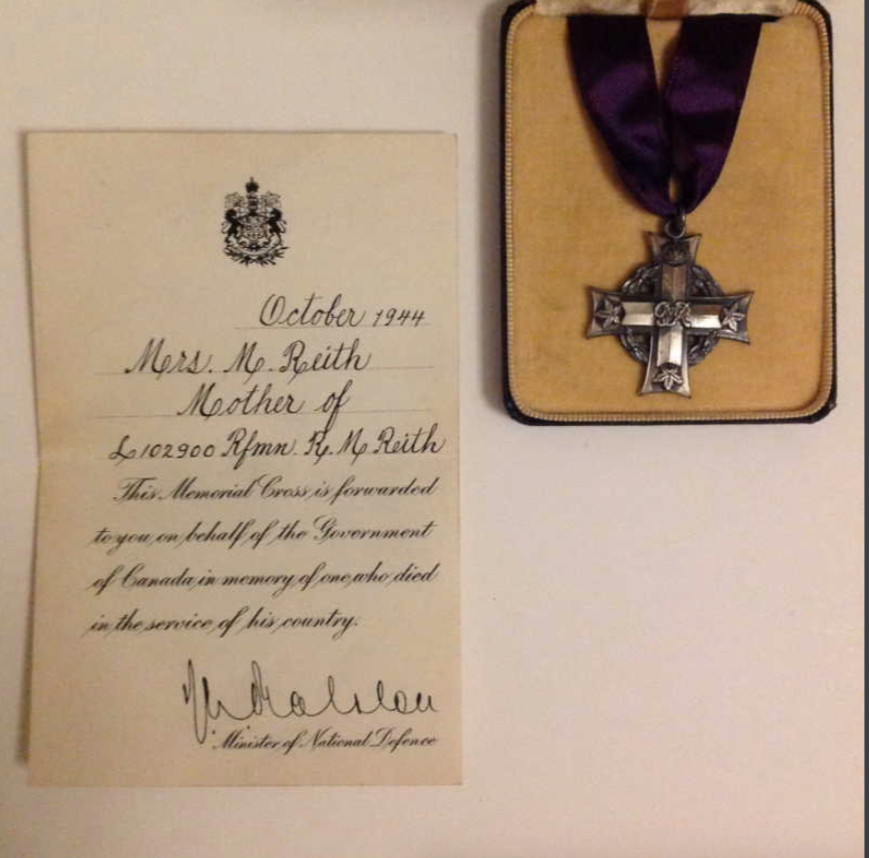 October 1944
Mrs. M. Reith
Mother of
L102900 Rfmn. R. M. Reith
This Memorial Cross is forwarded
to you on behalf of the Government
of Canada in memory of one who died
in the service of his country.
Minister of National Defence
GRI